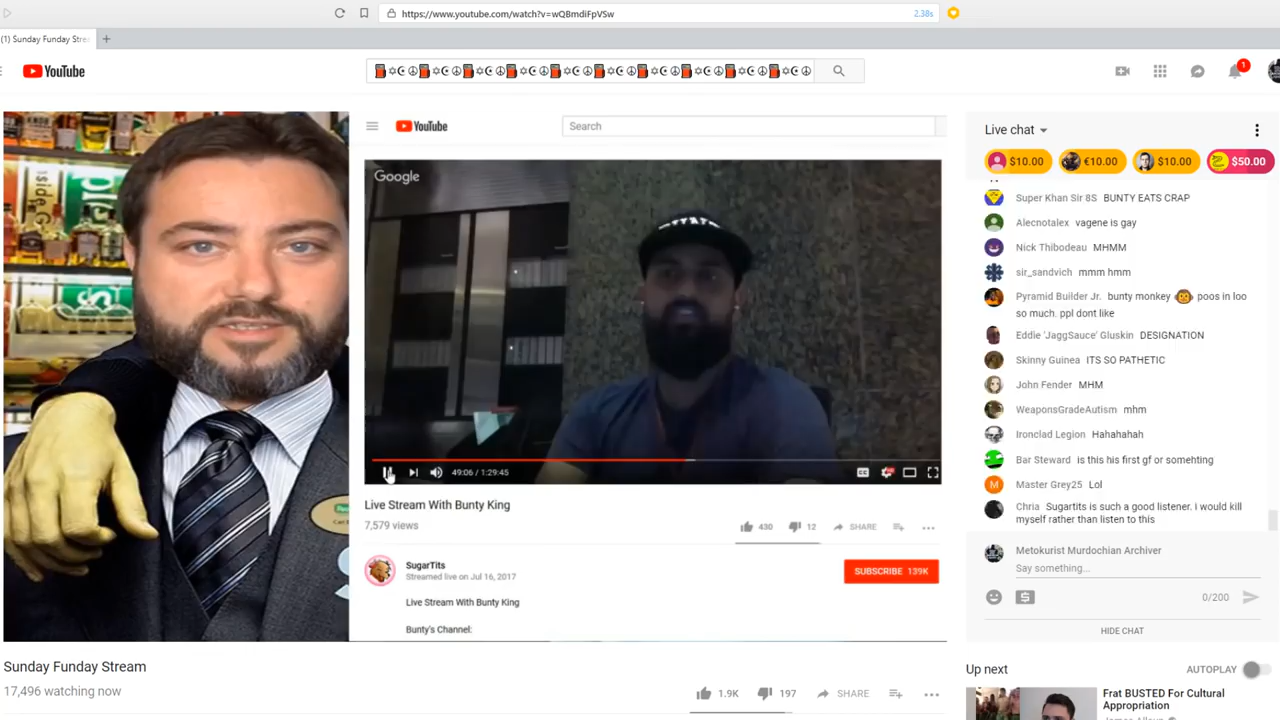 https://www.youtube.com/watch?v=wQBmdiFpVSw
2.38s
(1) Sunday Funday Strea
YouTube
1
YouTube
Search
Google
49:06 / 1:29:45
Live Stream With Bunty King
7,579 views
430
12
SHARE
SugarTits
Streamed live on Jul 16, 2017
SUBSCRIBE 139K
Live Stream With Bunty King
Bunty's Channel:
Sunday Funday Stream
17,496 watching now
1.9K
197
SHARE
Live chat
$10.00
€10.00
$10.00
$50.00
Super Khan Sir 8S BUNTY EATS CRAP
Alecnotalex vagene is gay
Nick Thibodeau MHMM
sir_sandvich mmm hmm
Pyramid Builder Jr. bunty monkey 🐵 poos in loo
so much. ppl dont like
Eddie 'JaggSauce' Gluskin DESIGNATION
Skinny Guinea ITS SO PATHETIC
John Fender MHM
WeaponsGradeAutism mhm
Ironclad Legion Hahahahah
Bar Steward is this his first gf or somehting
Master Grey25 Lol
Chria Sugartits is such a good listener. i would kill
myself rather than listen to this
Metokurist Murdochian Archiver
Say something...
0/200
HIDE CHAT
Up next
AUTOPLAY
Frat BUSTED For Cultural
Appropriation